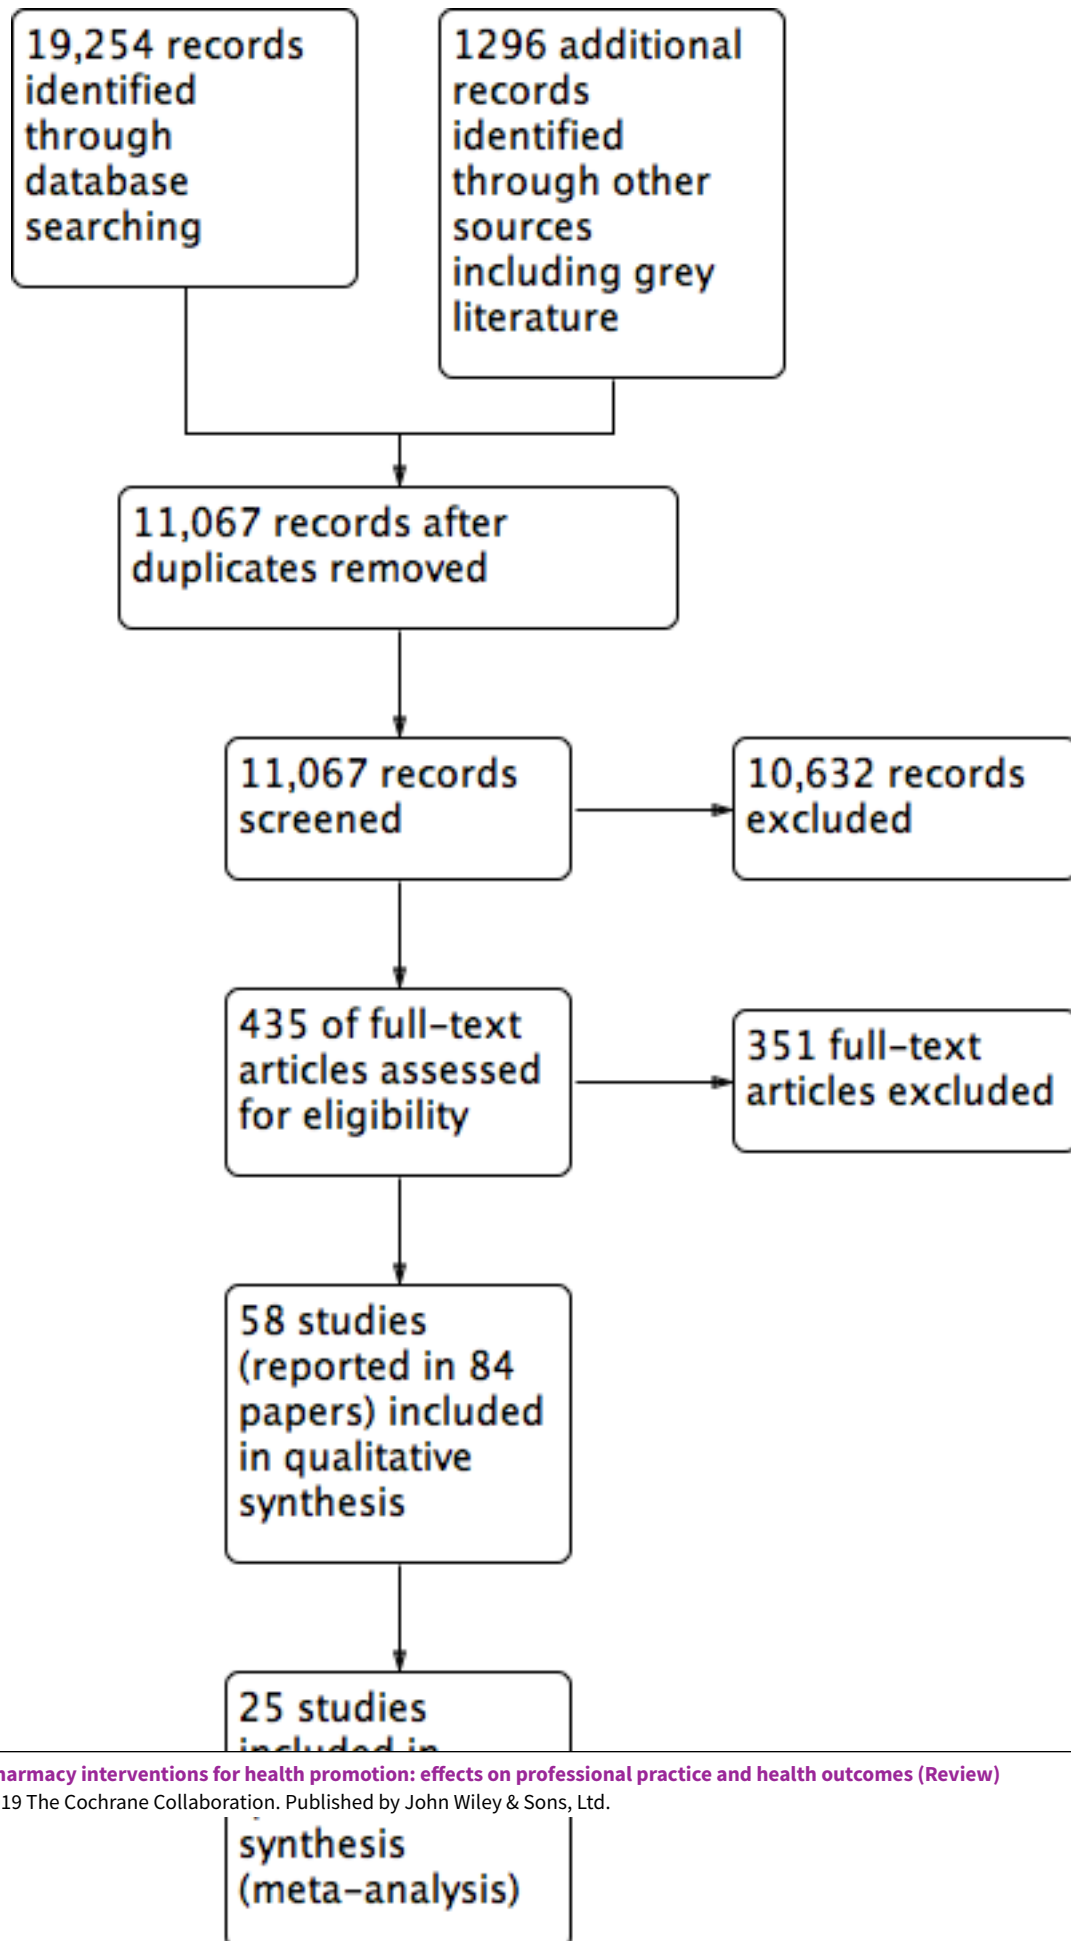 19,254 records
identified
through
database
searching
1296 additional
records
identified
through other
sources
including grey
literature
11,067 records after
duplicates removed
11,067 records
screened
10,632 records
excluded
435 of full-text
articles assessed
for eligibility
351 full-text
articles excluded
58 studies
(reported in 84
papers) included
in qualitative
synthesis
25 studies
included in
harmacy interventions for health promotion: effects on professional practice and health outcomes (Review)
19 The Cochrane Collaboration. Published by John Wiley & Sons, Ltd.
synthesis
(meta-analysis)